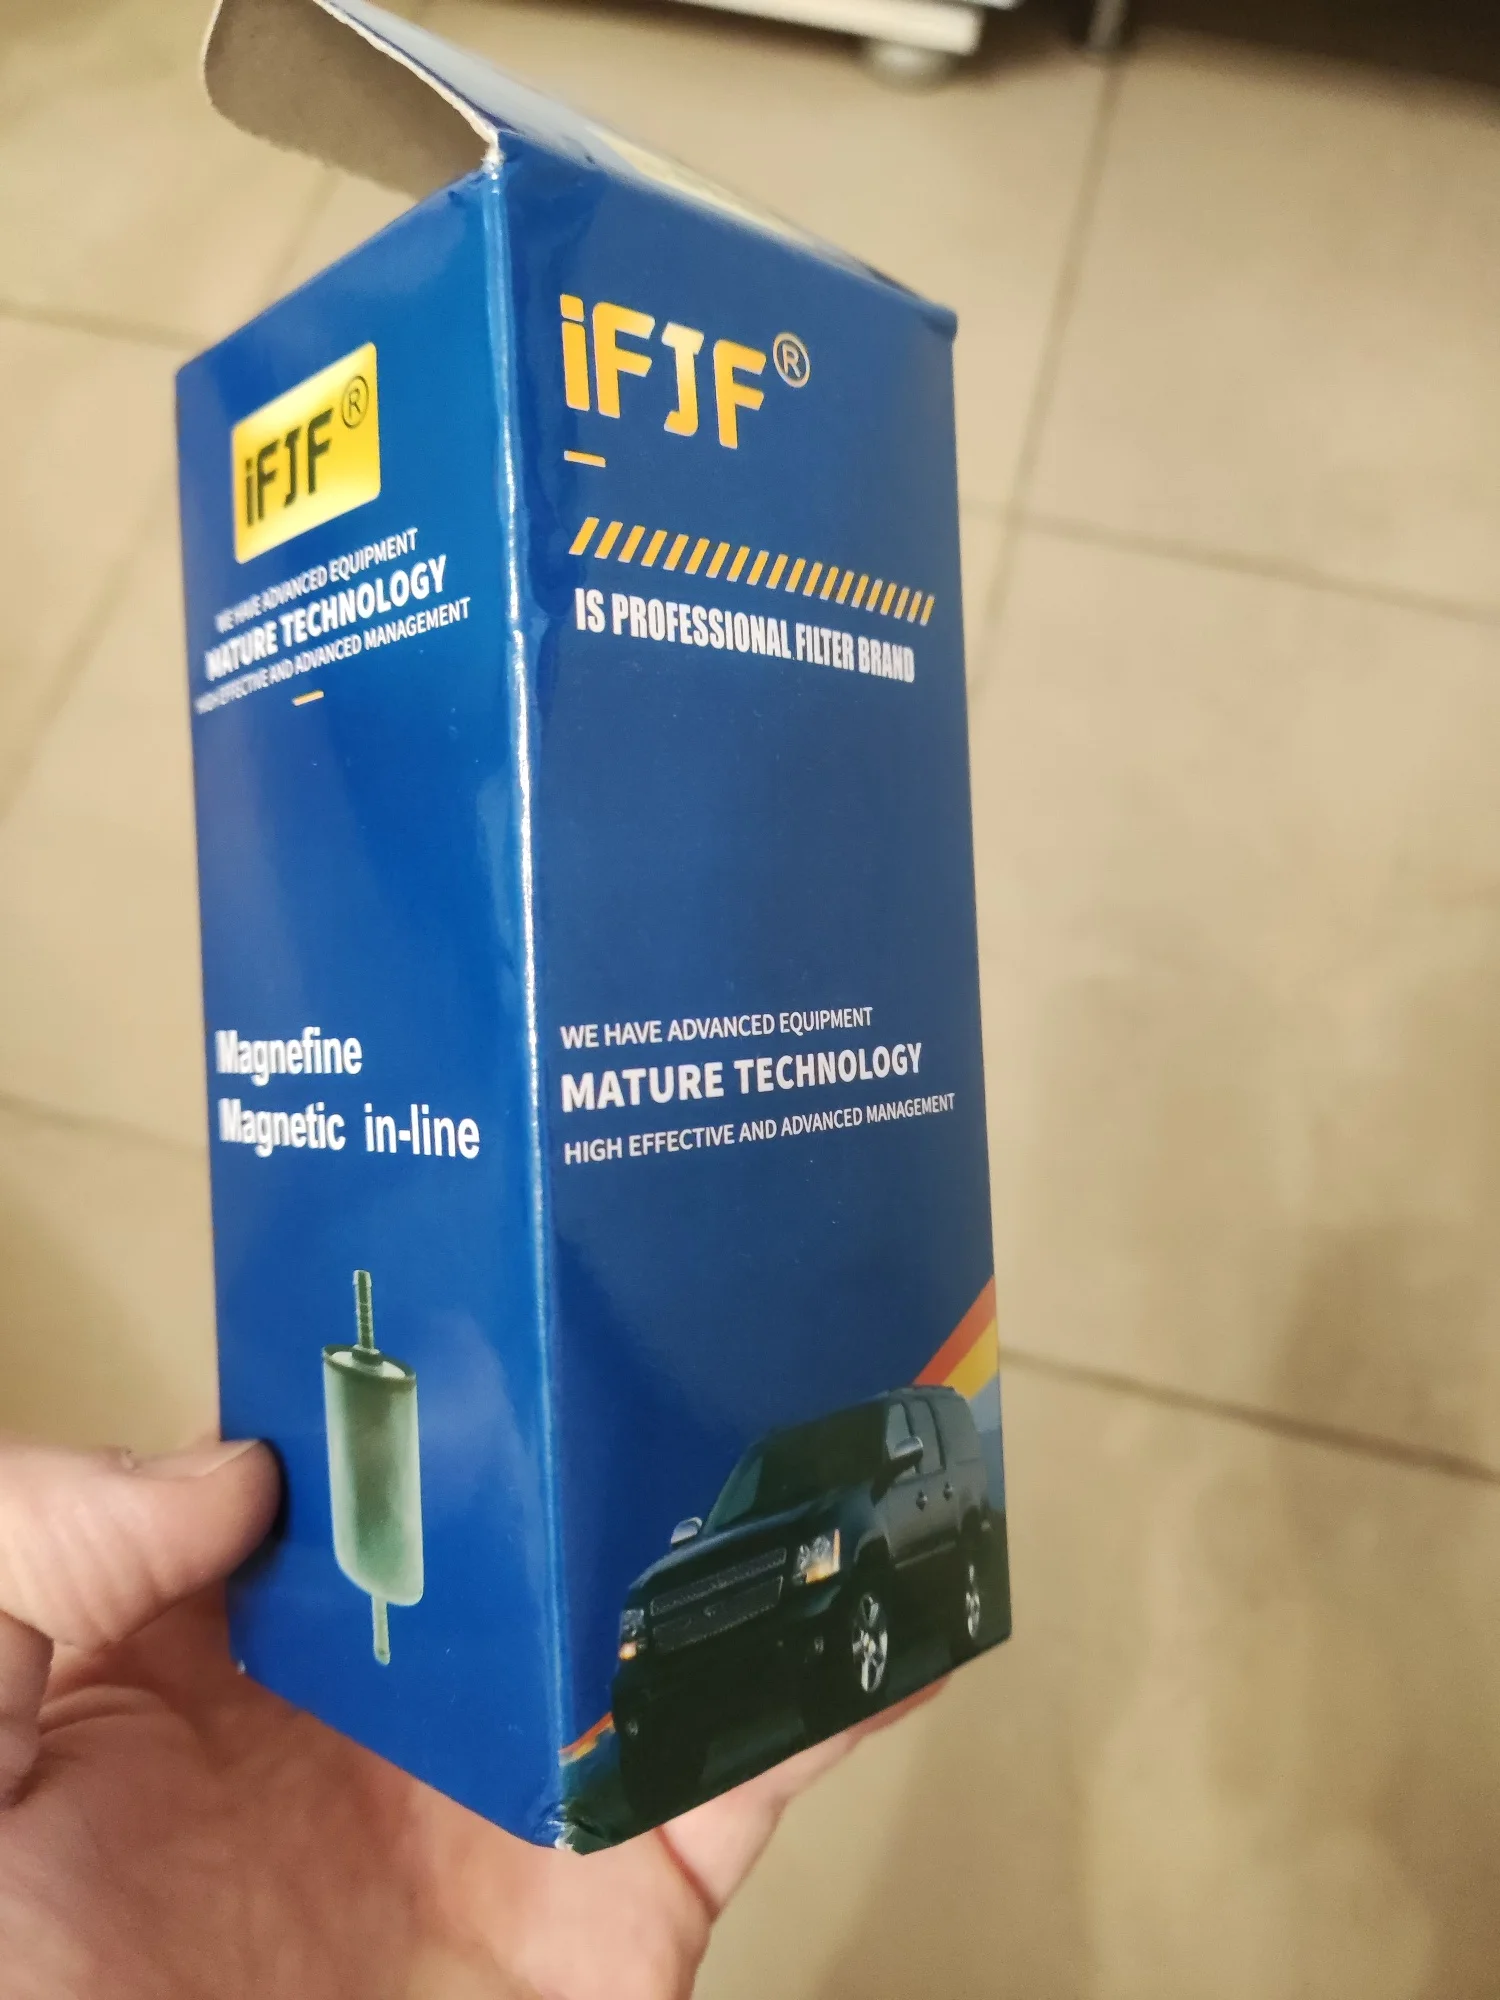 iFJF®
WE HAVE ADVANCED EQUIPMENT
MATURE TECHNOLOGY
HIGH EFFECTIVE AND ADVANCED MANAGEMENT
Magnefine
Magnetic in-line
iFJF®
IS PROFESSIONAL FILTER BRAND
WE HAVE ADVANCED EQUIPMENT
MATURE TECHNOLOGY
HIGH EFFECTIVE AND ADVANCED MANAGEMENT